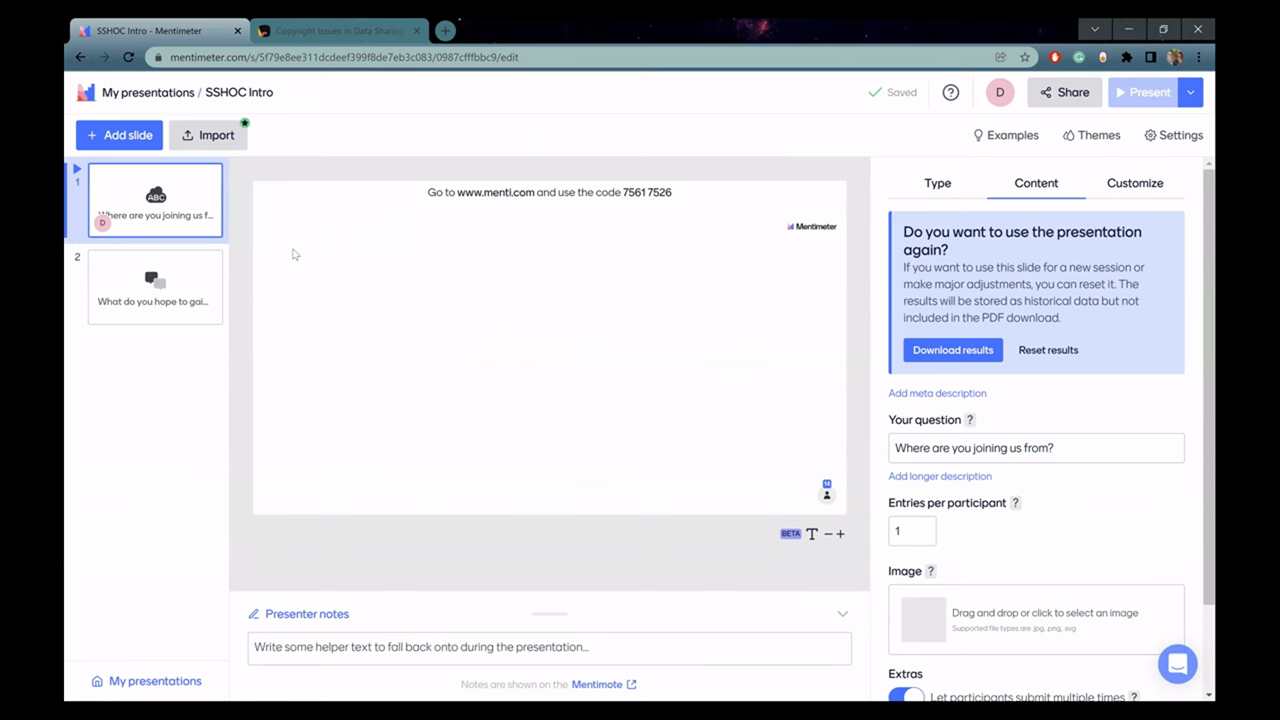 SSHOC Intro - Mentimeter
Copyright Issues in Data Sharing
mentimeter.com/s/5f79e8ee311dcdeef399f8de7eb3c083/0987cfffbbc9/edit
My presentations / SSHOC Intro
Saved
D
Share
Present
+ Add slide
Import
Examples
Themes
Settings
1
ABC
Where are you joining us f...
D
2
What do you hope to gai...
My presentations
Go to www.menti.com and use the code 7561 7526
Mentimeter
14
BETA T − +
Presenter notes
Write some helper text to fall back onto during the presentation...
Notes are shown on the Mentimote
Type
Content
Customize
Do you want to use the presentation
again?
If you want to use this slide for a new session or
make major adjustments, you can reset it. The
results will be stored as historical data but not
included in the PDF download.
Download results
Reset results
Add meta description
Your question ?
Where are you joining us from?
Add longer description
Entries per participant ?
1
Image ?
Drag and drop or click to select an image
Supported file types are .jpg, .png, .svg
Extras
Let participants submit multiple times ?